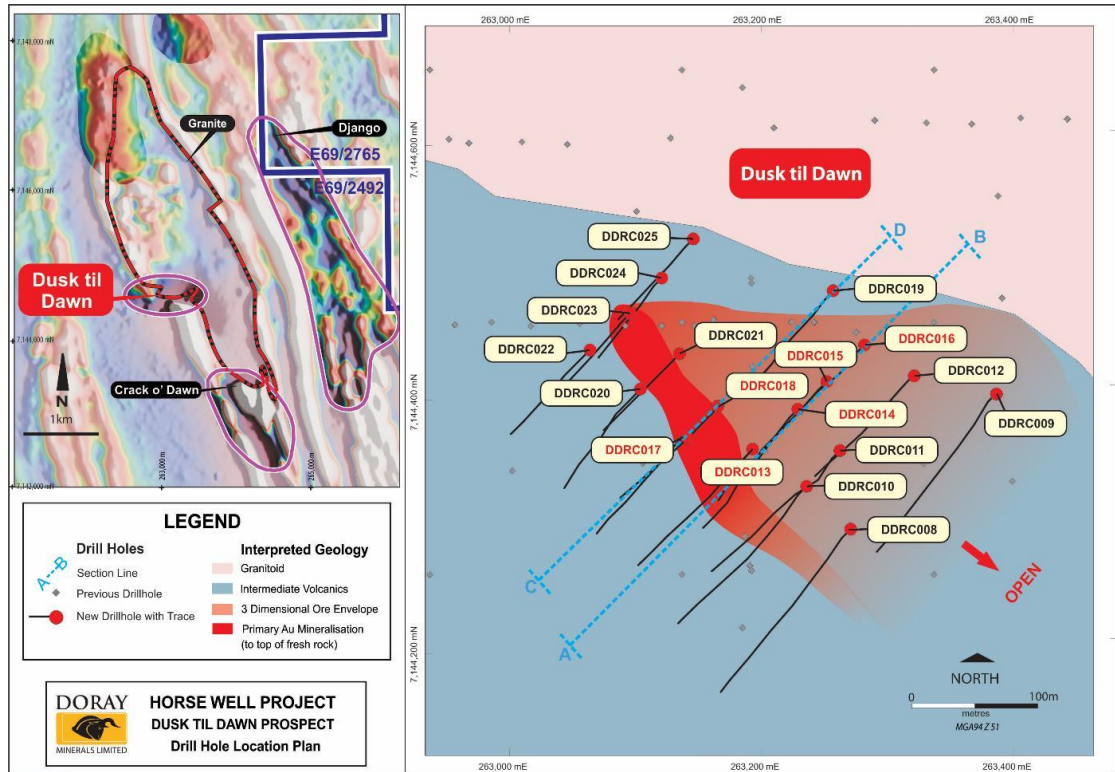 7,148,000 mN
7,146,000 mN
7,144,000 mN
7,142,000 mN
263,000 m
265,000 m
Granite
Django
E69/2765
E69/2492
Dusk til
Dawn
Crack o' Dawn
N
1km
LEGEND
Drill Holes
A B
Section Line
Previous Drillhole
New Drillhole with Trace
Interpreted Geology
Granitoid
Intermediate Volcanics
3 Dimensional Ore Envelope
Primary Au Mineralisation
(to top of fresh rock)
DORAY
MINERALS LIMITED
HORSE WELL PROJECT
DUSK TIL DAWN PROSPECT
Drill Hole Location Plan
263,000 mE
263,200 mE
263,400 mE
7,144,600 mN
7,144,400 mN
7,144,200 mN
Dusk til Dawn
DDRC025
D
B
DDRC024
DDRC019
DDRC023
DDRC021
DDRC016
DDRC022
DDRC015
DDRC012
DDRC020
DDRC018
DDRC014
DDRC009
DDRC017
DDRC013
DDRC011
DDRC010
DDRC008
C
A
OPEN
NORTH
0
100m
metres
MGA94 Z 51
263,000 mE
263,200 mE
263,400 mE